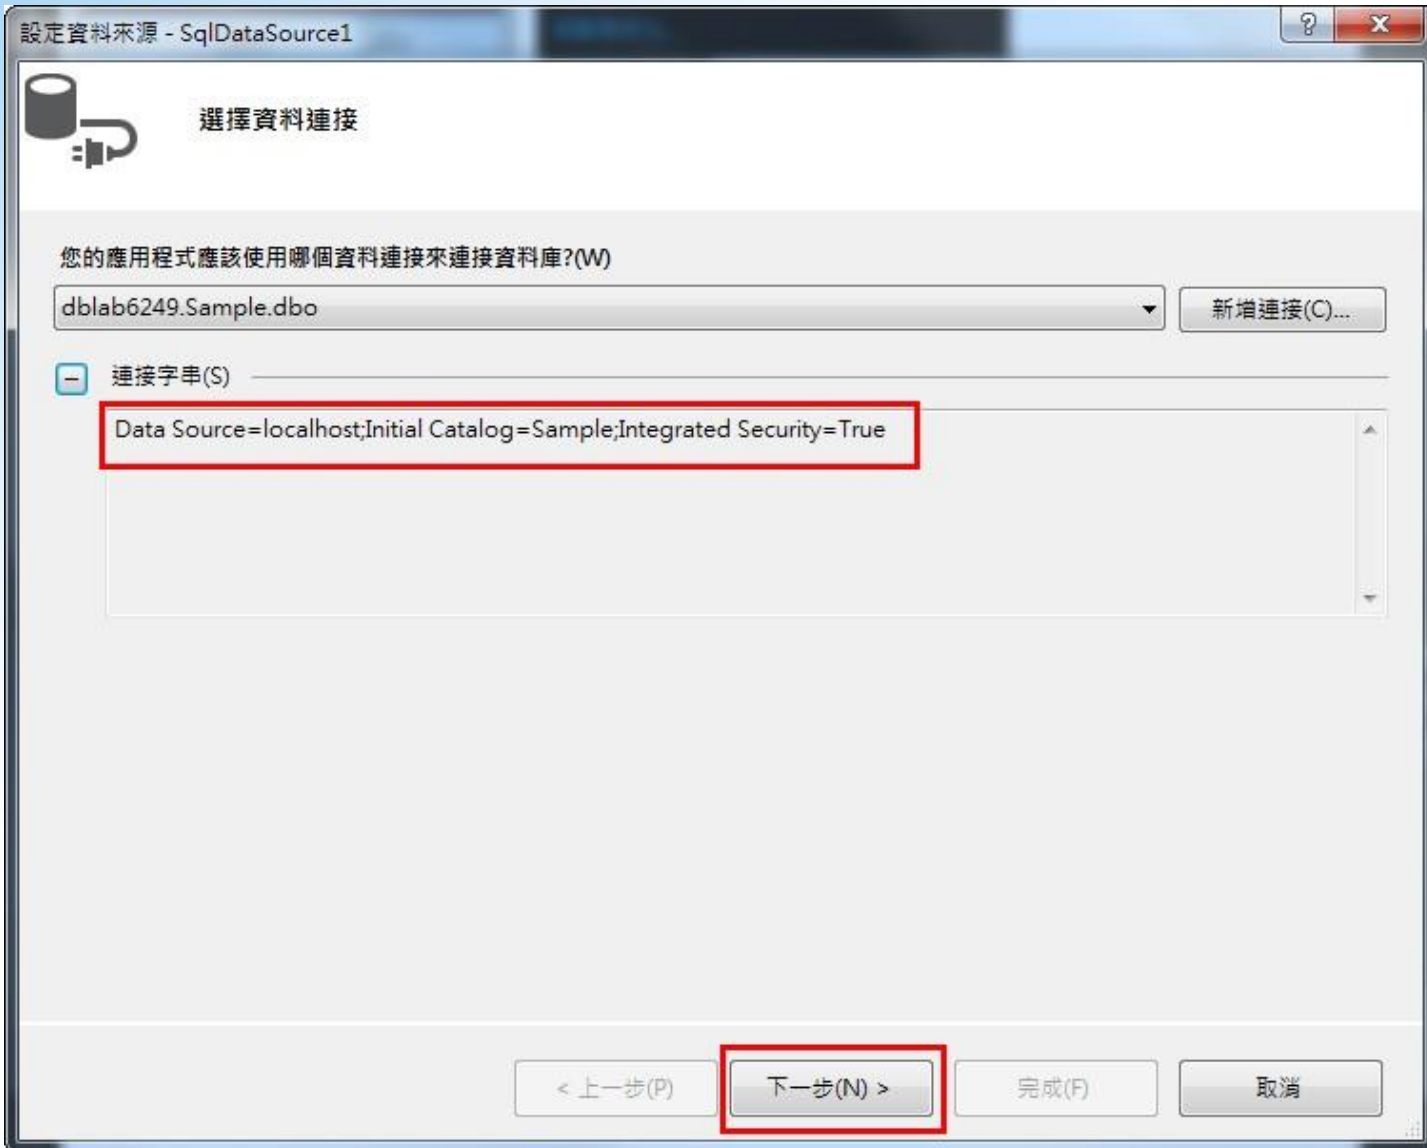 設定資料來源 - SqlDataSource1
選擇資料連接
您的應用程式應該使用哪個資料連接來連接資料庫?(W)
dblab6249.Sample.dbo
新增連接(C)...
連接字串(S)
Data Source=localhost;Initial Catalog=Sample;Integrated Security=True
< 上一步(P)
下一步(N) >
完成(F)
取消